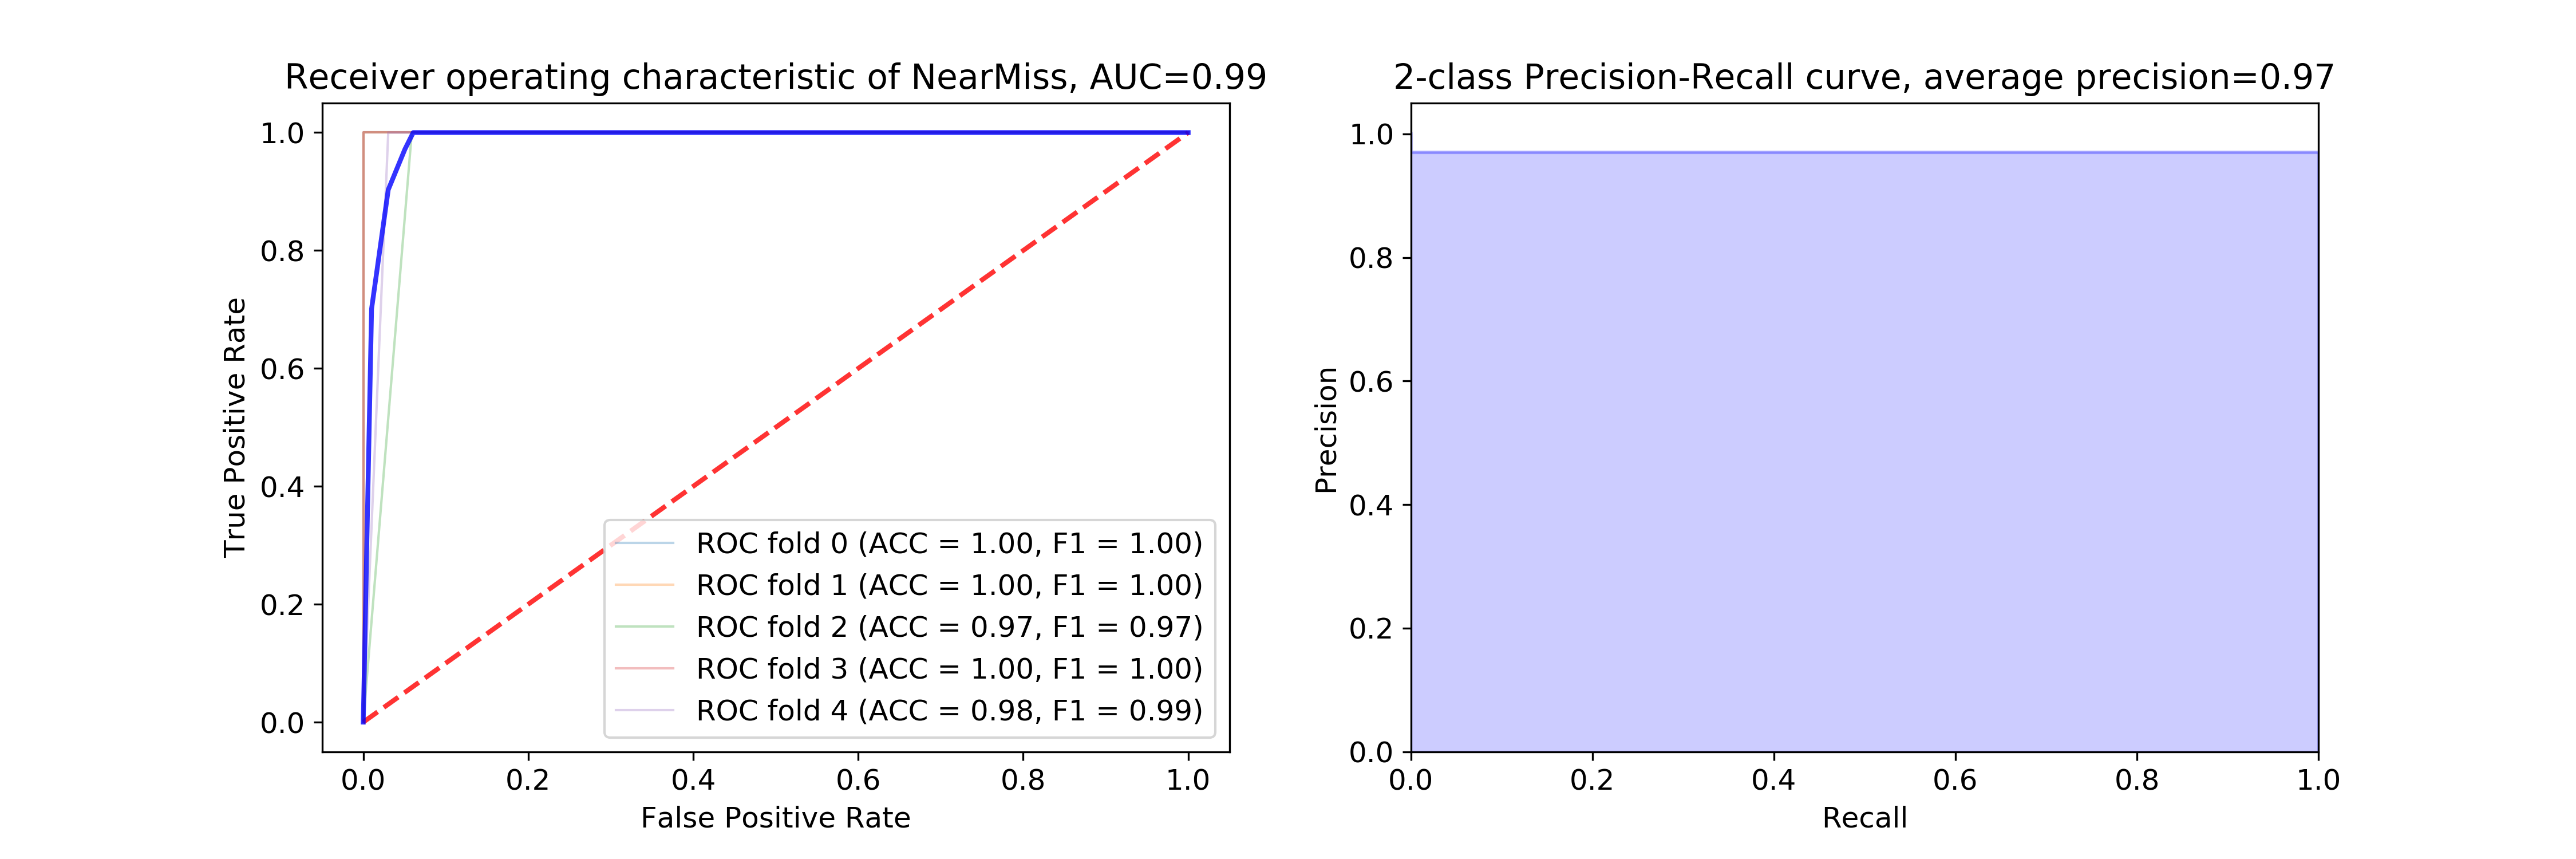 Receiver operating characteristic of NearMiss, AUC=0.99
True Positive Rate
1.0
0.8
0.6
0.4
0.2
0.0
ROC fold 0 (ACC = 1.00, F1 = 1.00)
ROC fold 1 (ACC = 1.00, F1 = 1.00)
ROC fold 2 (ACC = 0.97, F1 = 0.97)
ROC fold 3 (ACC = 1.00, F1 = 1.00)
ROC fold 4 (ACC = 0.98, F1 = 0.99)
0.0 0.2 0.4 0.6 0.8 1.0
False Positive Rate
2-class Precision-Recall curve, average precision=0.97
Precision
1.0
0.8
0.6
0.4
0.2
0.0
0.0 0.2 0.4 0.6 0.8 1.0
Recall